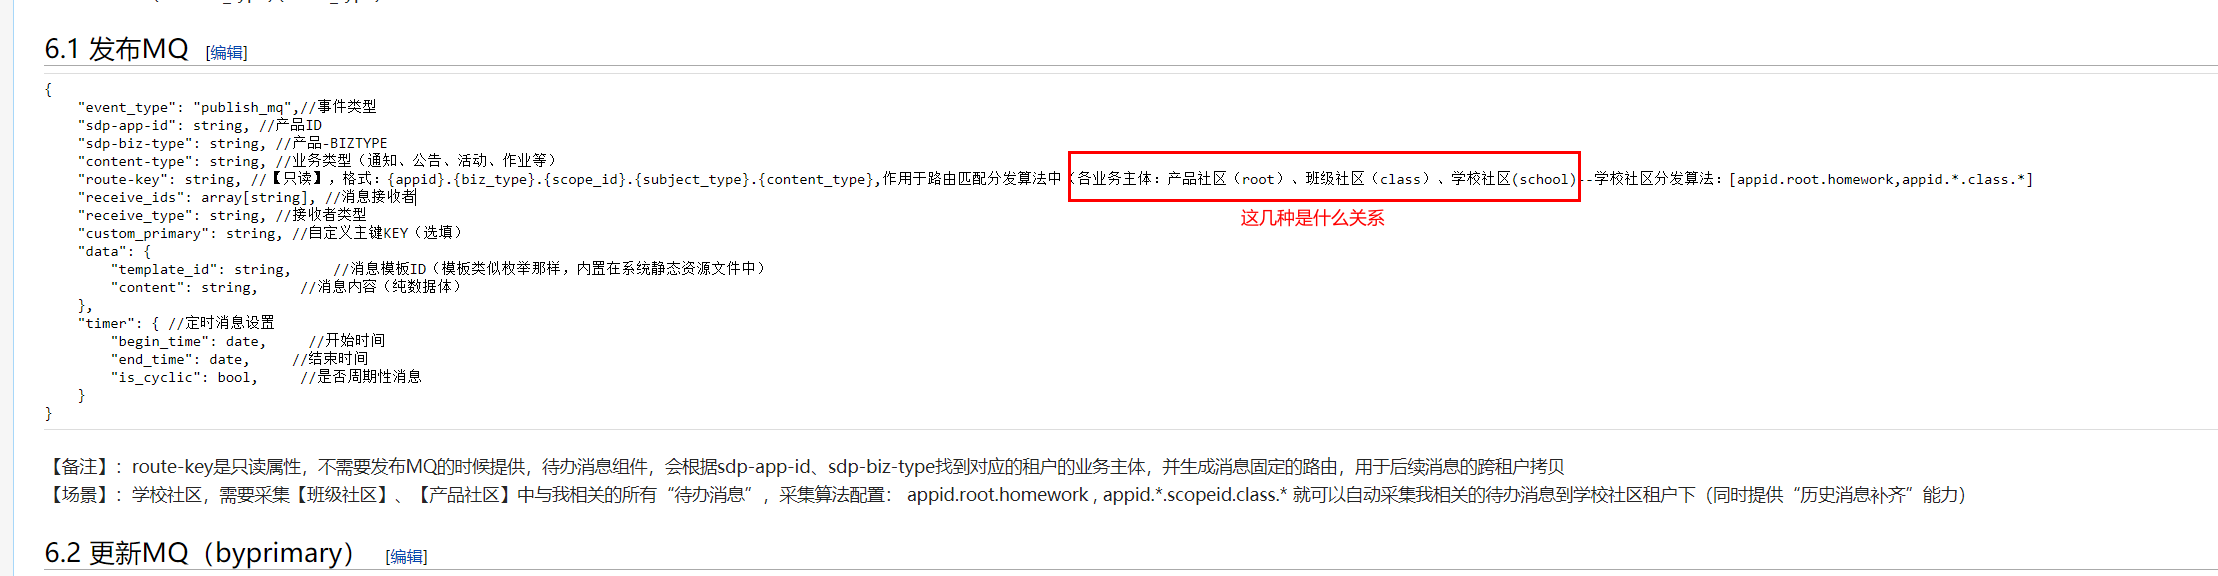 6.1 发布MQ [编辑]
{
"event_type": "publish_mq",//事件类型
"sdp-app-id": string, //产品ID
"sdp-biz-type": string, //产品-BIZTYPE
"content-type": string, //业务类型（通知、公告、活动、作业等）
"route-key": string, //【只读】，格式：{appid}.{biz_type}.{scope_id}.{subject_type}.{content_type},作用于路由匹配分发算法中（各业务主体：产品社区（root）、班级社区（class）、学校社区(school)--学校社区分发算法：[appid.root.homework,appid.*.class.*]
"receive_ids": array[string], //消息接收者
这几种是什么关系
"receive_type": string, //接收者类型
"custom_primary": string, //自定义主键KEY（选填）
"data": {
"template_id": string, //消息模板ID（模板类似枚举那样，内置在系统静态资源文件中）
"content": string, //消息内容（纯数据体）
},
"timer": { //定时消息设置
"begin_time": date, //开始时间
"end_time": date, //结束时间
"is_cyclic": bool, //是否周期性消息
}
}
【备注】：route-key是只读属性，不需要发布MQ的时候提供，待办消息组件，会根据sdp-app-id、sdp-biz-type找到对应的租户的业务主体，并生成消息固定的路由，用于后续消息的跨租户拷贝
【场景】：学校社区，需要采集【班级社区】、【产品社区】中与我相关的所有“待办消息”，采集算法配置： appid.root.homework , appid.*.scopeid.class.* 就可以自动采集我相关的待办消息到学校社区租户下（同时提供“历史消息补齐”能力）
6.2 更新MQ（byprimary） [编辑]